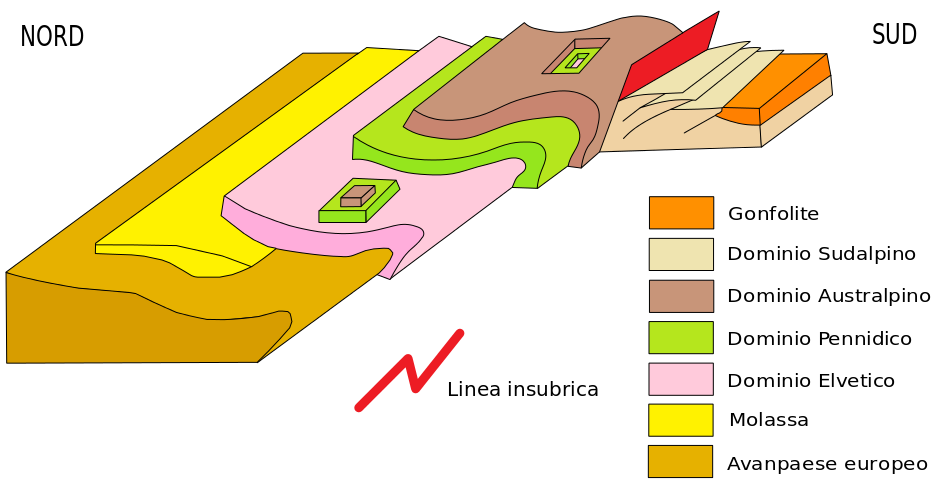 NORD
SUD
Gonfolite
Dominio Sudalpino
Dominio Australpino
Dominio Pennidico
Dominio Elvetico
Molassa
Avanpaese europeo
Linea insubrica